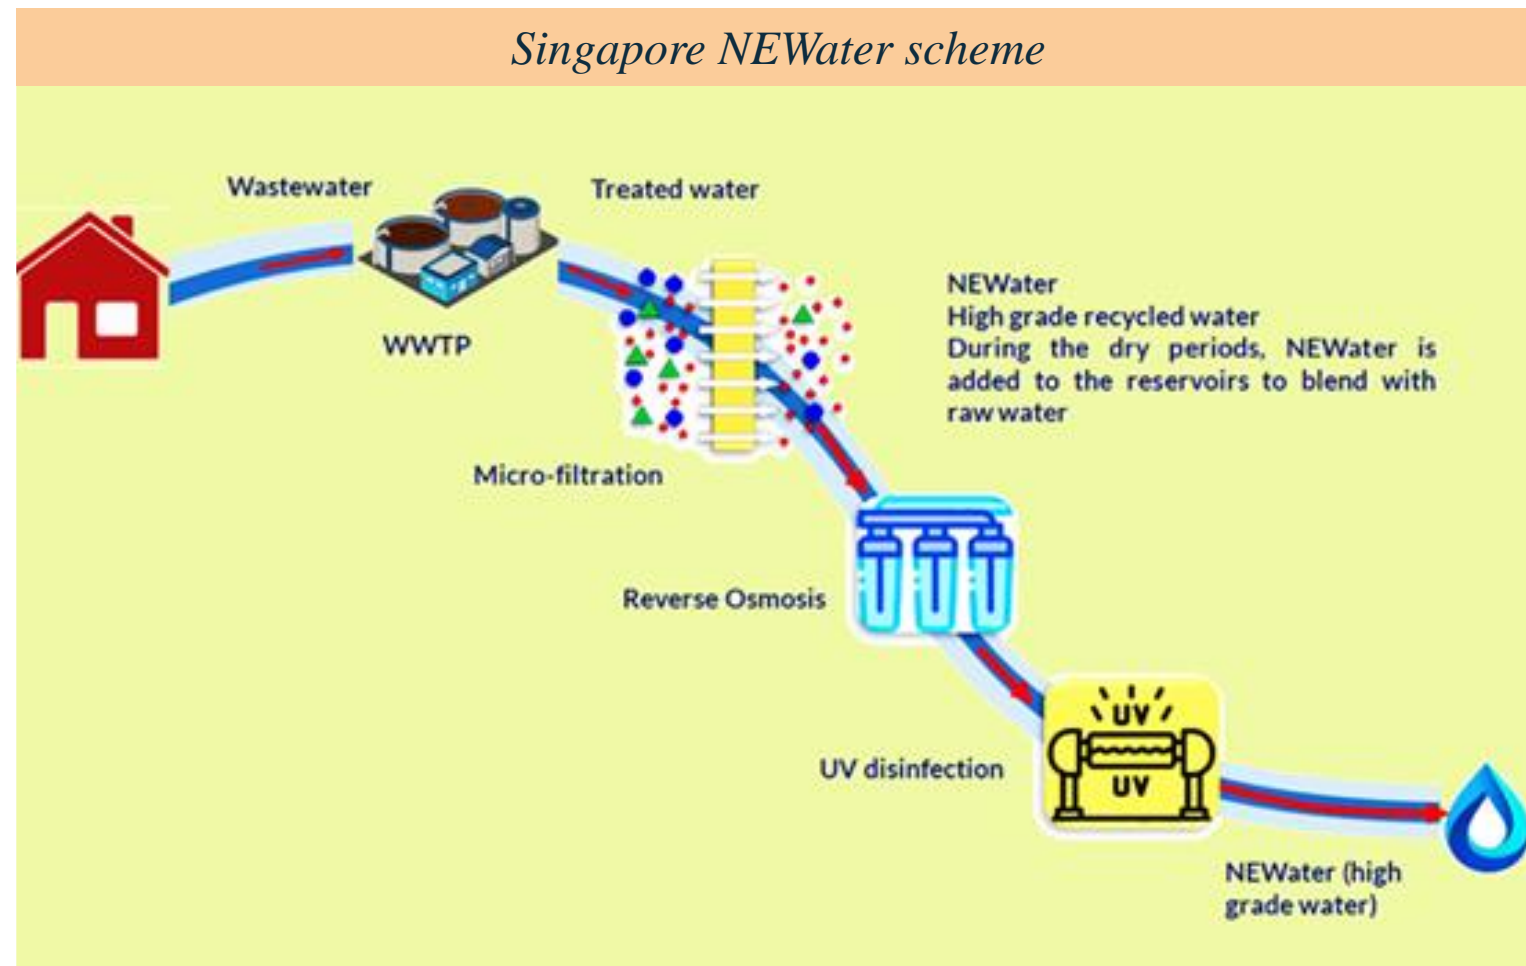 Singapore NEWater scheme
Wastewater
Treated water
WWTP
NEWater
High grade recycled water
During the dry periods, NEWater is
added to the reservoirs to blend with
raw water
Micro-filtration
Reverse Osmosis
UV
UV
UV disinfection
NEWater (high
grade water)